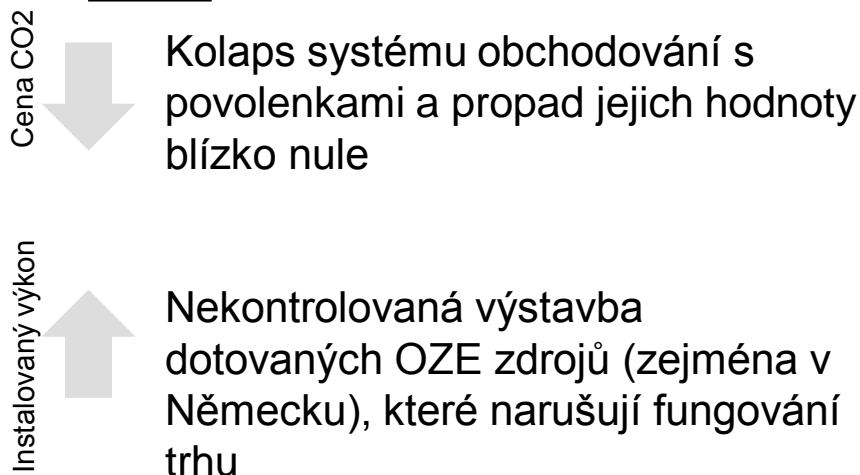 Cena CO2
Kolaps systému obchodování s
povolenkami a propad jejich hodnoty
blízko nule
Instalovaný výkon
Nekontrolovaná výstavba
dotovaných OZE zdrojů (zejména v
Německu), které narušují fungování
trhu